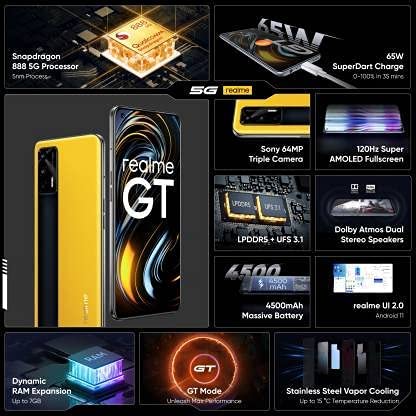 Qualcomm
Snapdragon
888 5G Processor
5nm Process
65W
65W
SuperDart Charge
0-100% in 35 mins
5G realme
realme
GT
Sony 64MP
Triple Camera
120Hz Super
AMOLED Fullscreen
LPDDR5
UFS 3.1
LPDDR5 + UFS 3.1
Dolby Atmos Dual
Stereo Speakers
4500
4500
mAh
4500mAh
Massive Battery
realme UI 2.0
Android 11
RAM
Dynamic
RAM Expansion
Up to 7GB
GT
GT Mode
Unleash Max Performance
Stainless Steel Vapor Cooling
Up to 15 °C Temperature Reduction